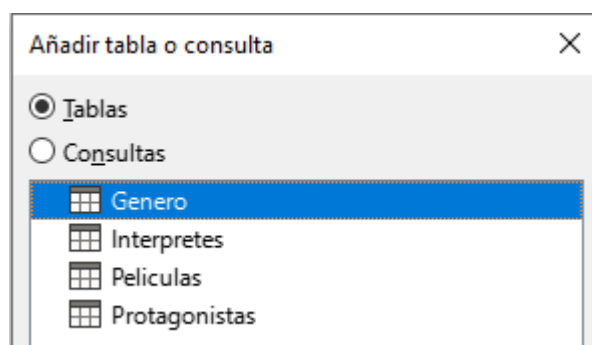 Añadir tabla o consulta
Tablas
Consultas
Genero
Interpretes
Peliculas
Protagonistas